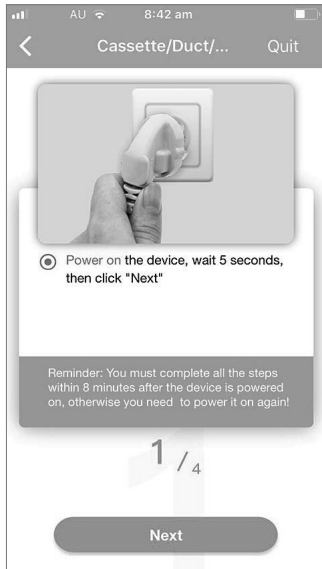 AU 8:42 am
Cassette/Duct/... Quit
Power on the device, wait 5 seconds,
then click "Next"
Reminder: You must complete all the steps
within 8 minutes after the device is powered
on, otherwise you need to power it on again!
1 / 4
Next